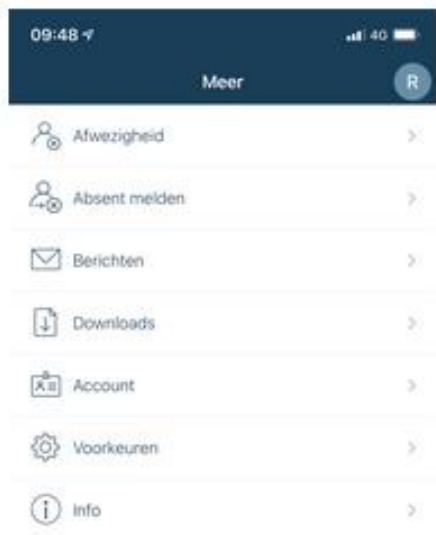 09:48
4G
Meer
R
Afwezigheid
Absent melden
Berichten
Downloads
Account
Voorkeuren
Info